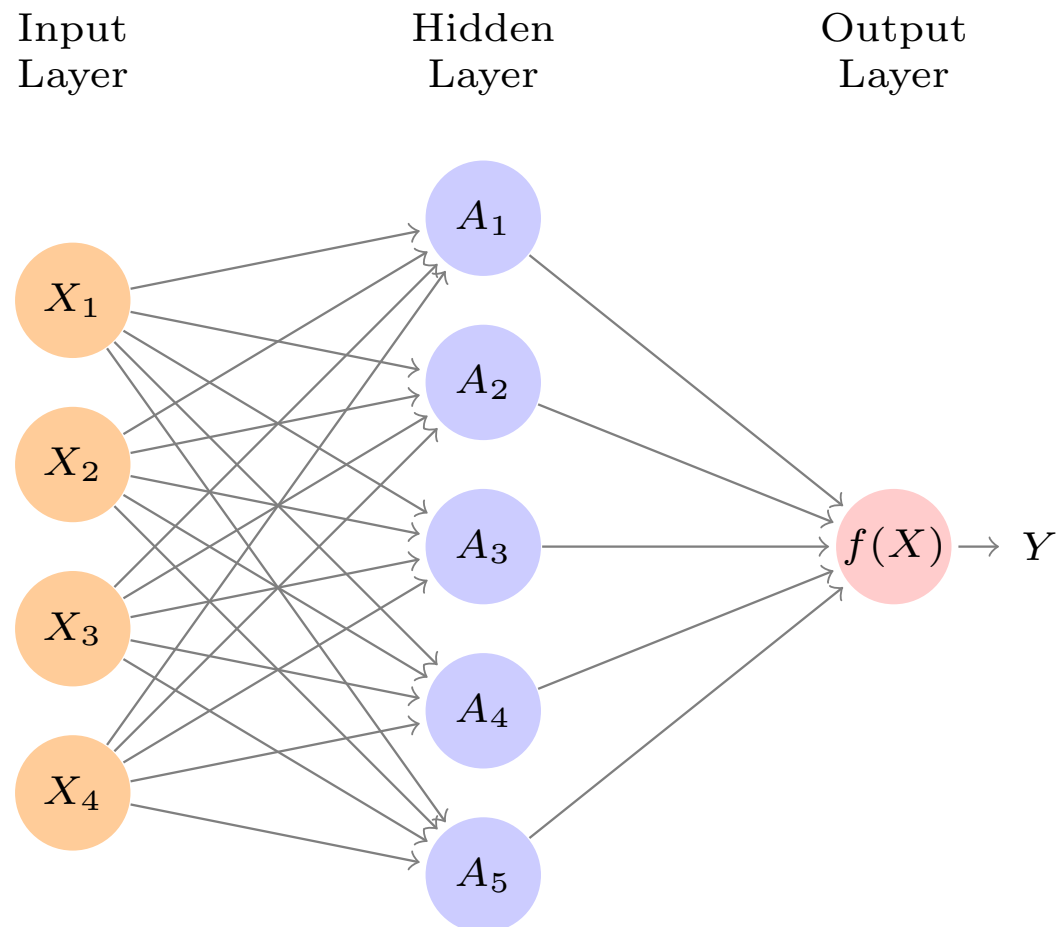 Input
Layer
Hidden
Layer
Output
Layer
X₁
X₂
X₃
X₄
A₁
A₂
A₃
A₄
A₅
f(X)
Y